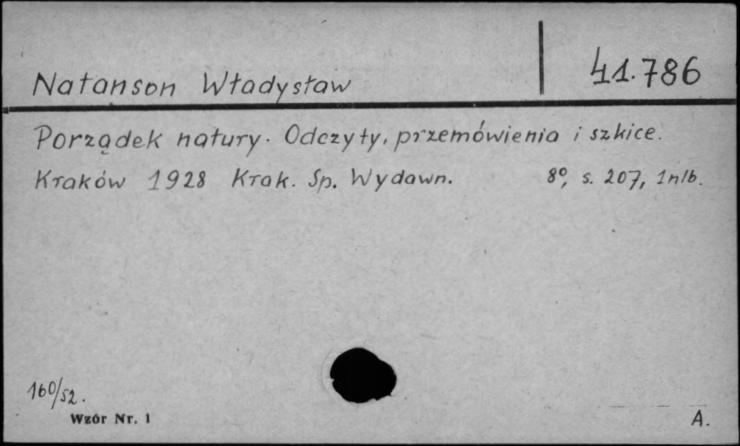 Natanson Władysław 41.786
Porządek natury. Odczyty, przemówienia i szkice.
Kraków 1928 Krak. Sp. Wydawn. 8º, s. 207, 1nlb.
160/52.
Wzór Nr. 1 A.